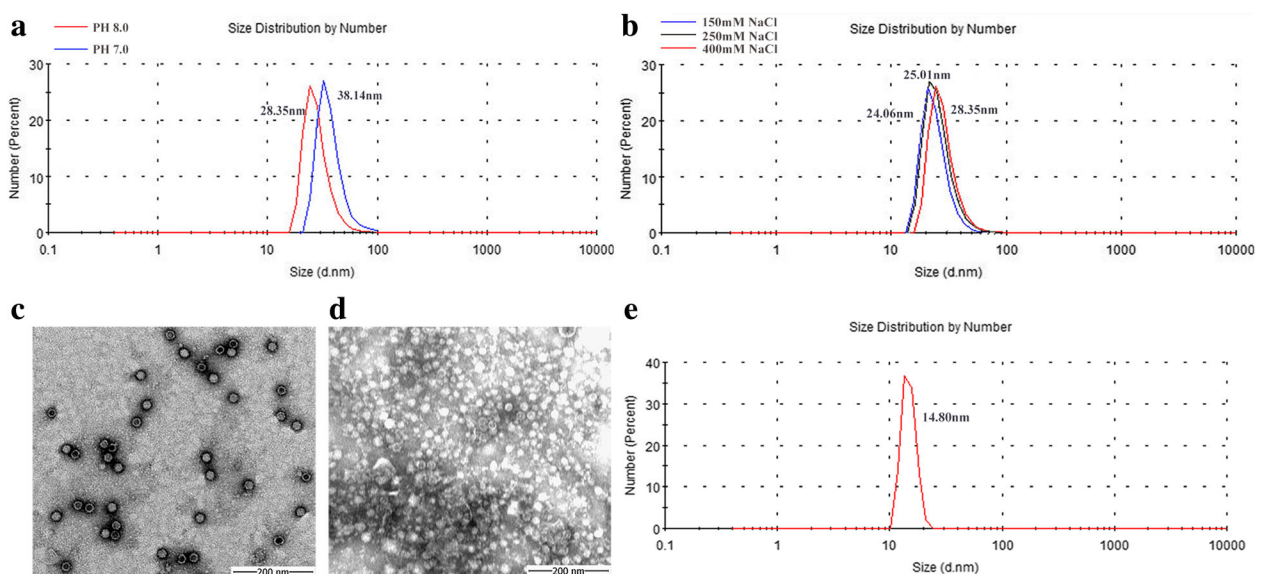 a
PH 8.0
PH 7.0
Size Distribution by Number
Number (Percent)
30
20
10
0
28.35nm
38.14nm
0.1 1 10 100 1000 10000
Size (d.nm)
b
150mM NaCl
250mM NaCl
400mM NaCl
Size Distribution by Number
Number (Percent)
30
20
10
0
25.01nm
24.06nm
28.35nm
0.1 1 10 100 1000 10000
Size (d.nm)
c
200 nm
d
200 nm
e
Size Distribution by Number
Number (Percent)
40
30
20
10
0
14.80nm
0.1 1 10 100 1000 10000
Size (d.nm)